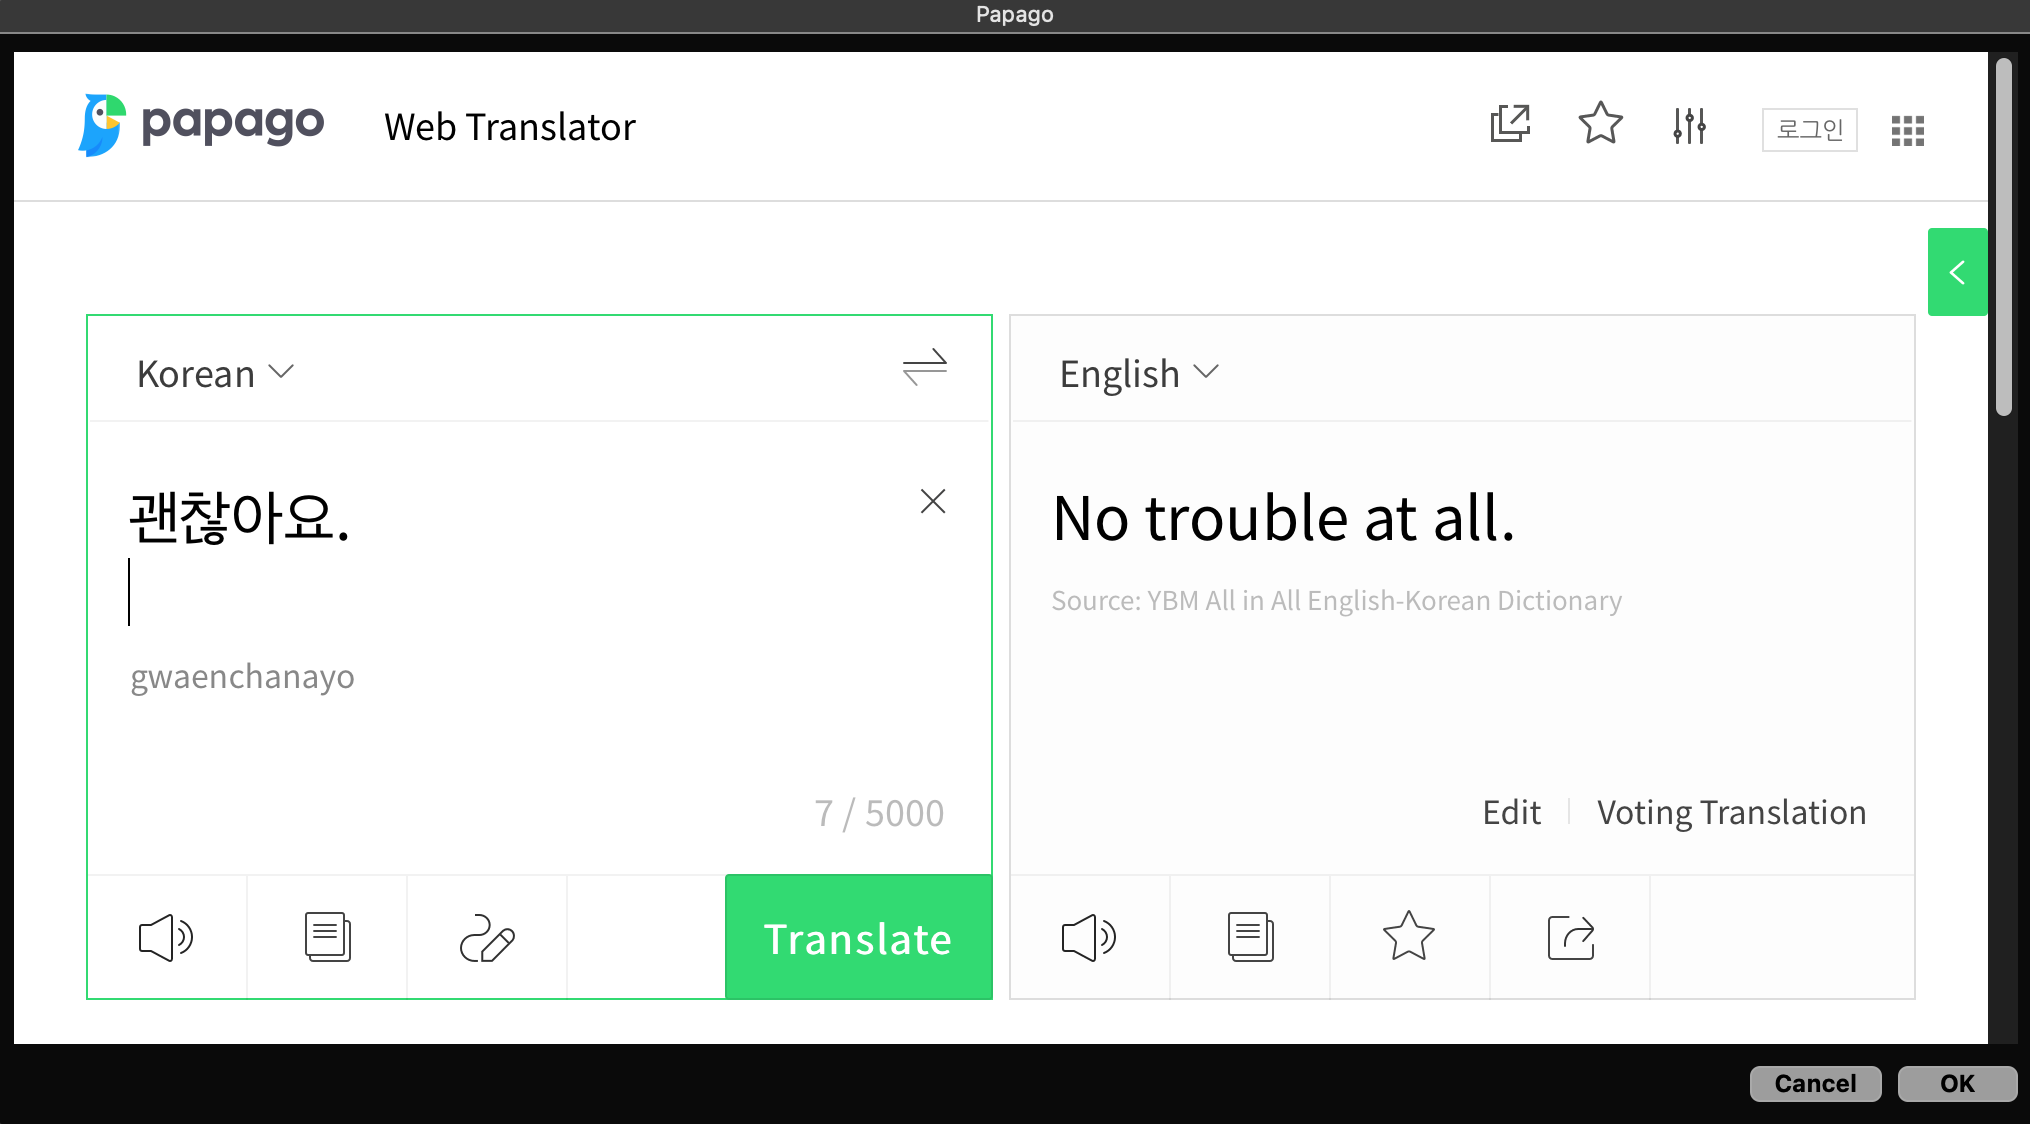 Papago
papago
Web Translator
로그인
Korean
English
괜찮아요.
gwaenchanayo
7 / 5000
Translate
No trouble at all.
Source: YBM All in All English-Korean Dictionary
Edit
Voting Translation
Cancel
OK